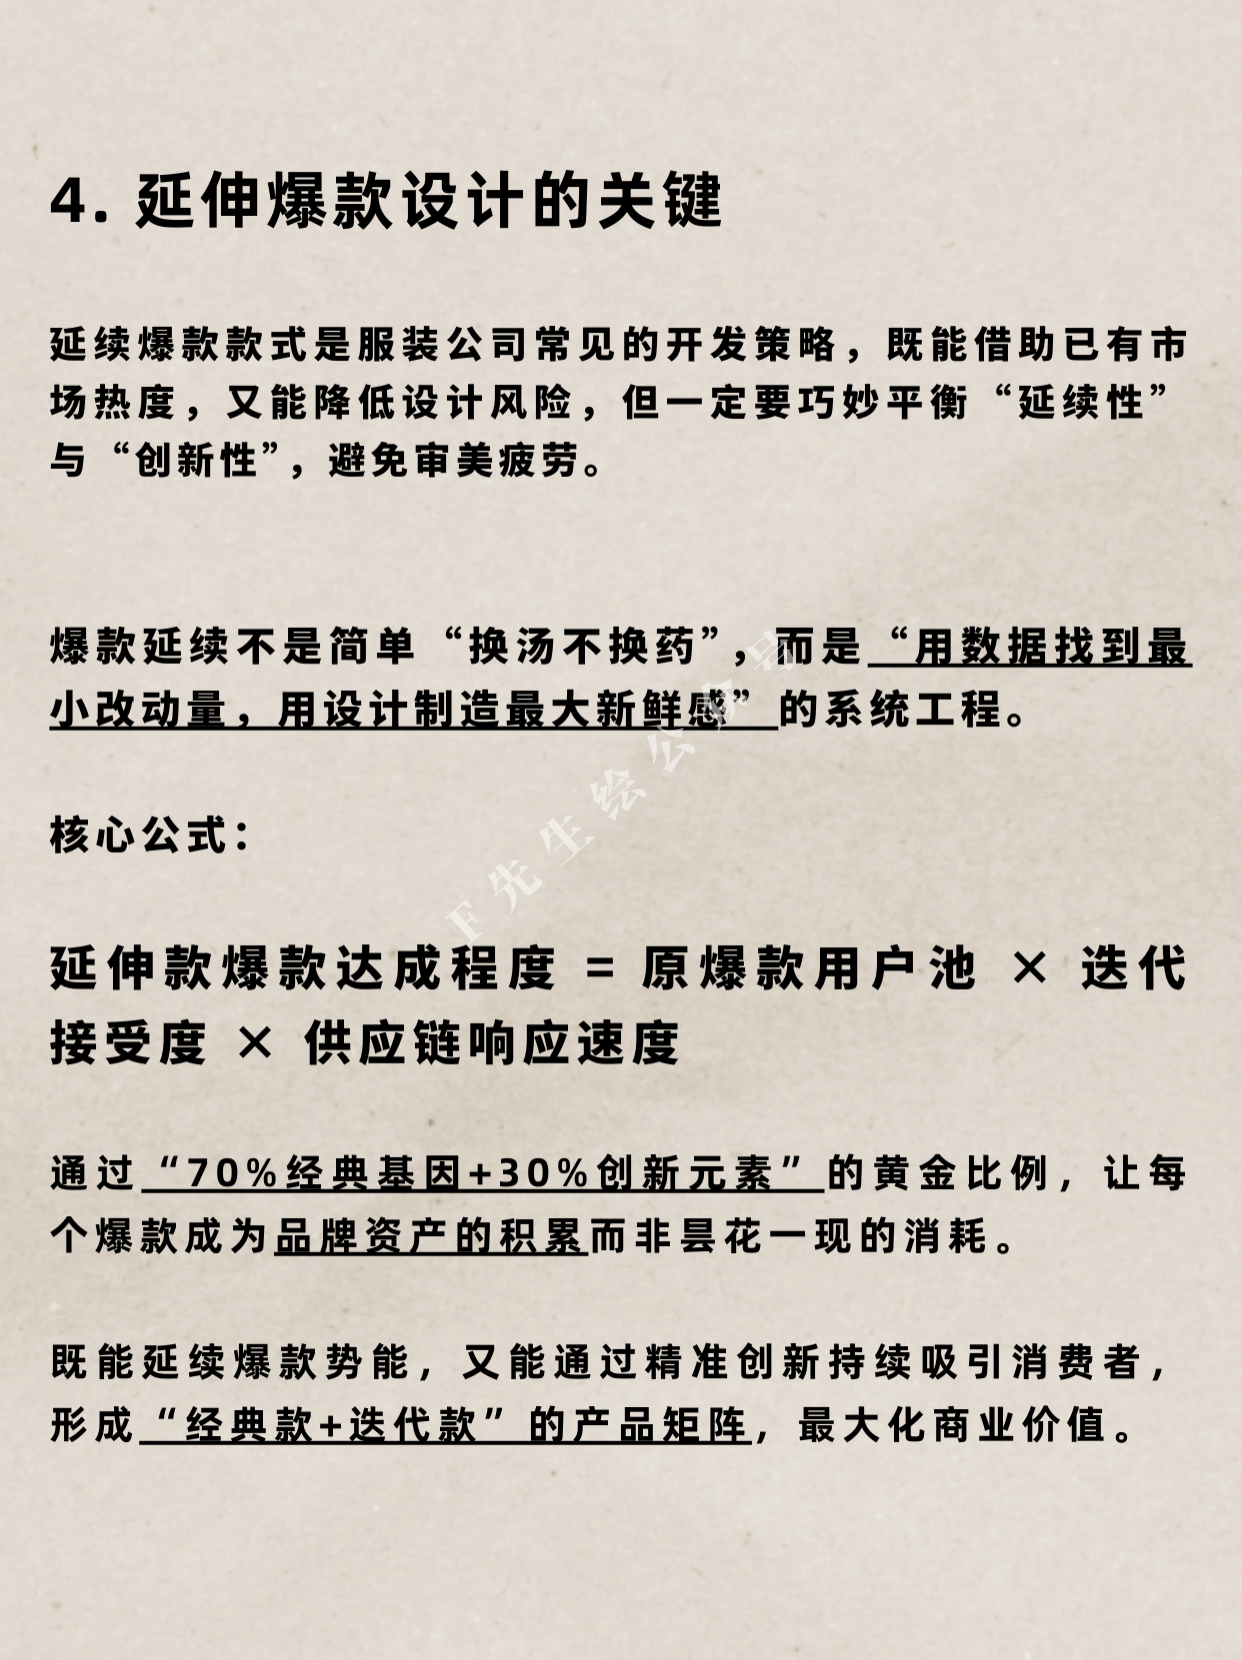 4. 延伸爆款设计的关键
延续爆款款式是服装公司常见的开发策略，既能借助已有市
场热度，又能降低设计风险，但一定要巧妙平衡“延续性”
与“创新性”，避免审美疲劳。
爆款延续不是简单“换汤不换药”，而是“用数据找到最
小改动量，用设计制造最大新鲜感”的系统工程。
核心公式：
延伸款爆款达成程度 = 原爆款用户池 × 迭代
接受度 × 供应链响应速度
通过“70%经典基因+30%创新元素”的黄金比例，让每
个爆款成为品牌资产的积累而非昙花一现的消耗。
既能延续爆款势能，又能通过精准创新持续吸引消费者，
形成“经典款+迭代款”的产品矩阵，最大化商业价值。
F先生绘公众号